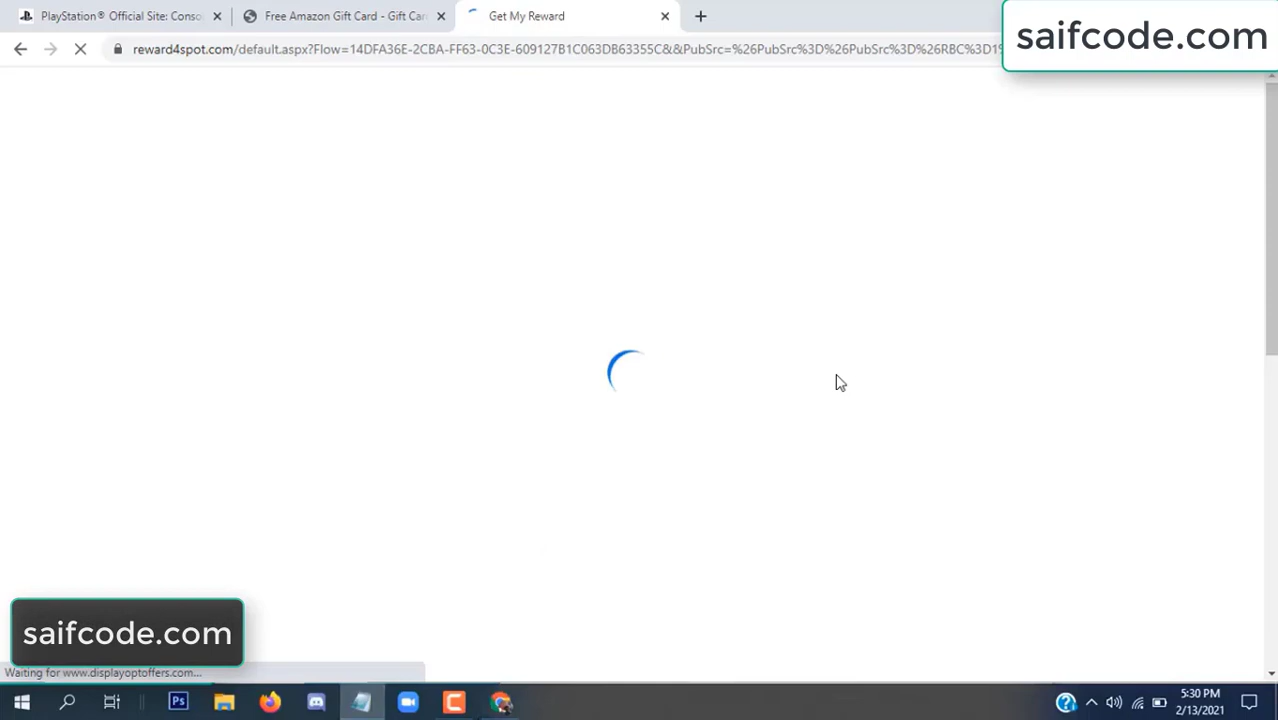 PlayStation® Official Site: Conso
Free Amazon Gift Card - Gift Car
Get My Reward
saifcode.com
reward4spot.com/default.aspx?Flow=14DFA36E-2CBA-FF63-0C3E-609127B1C063DB63355C&&PubSrc=%26PubSrc%3D%26PubSrc%3D%26RBC%3D1%
saifcode.com
Waiting for www.displayoptoffers.com...
Ps
5:30 PM
2/13/2021